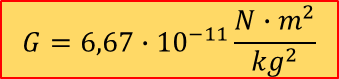 G = 6,67 · 10⁻¹¹ N · m² / kg²